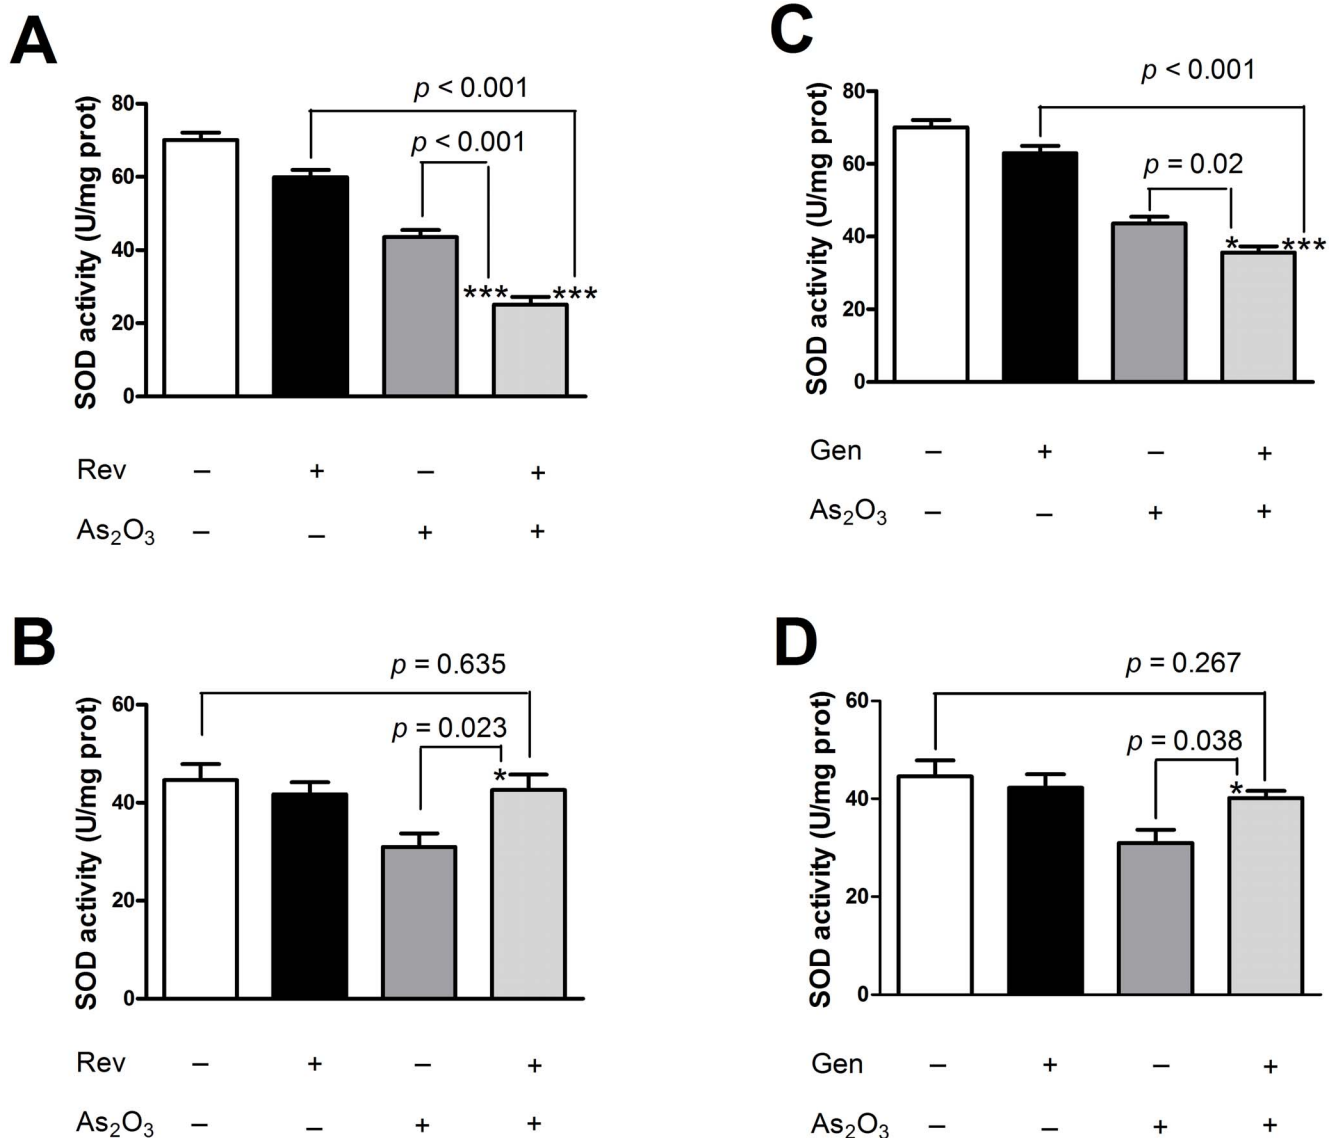 A
SOD activity (U/mg prot)
80
60
40
20
0
p < 0.001
p < 0.001
*** ***
Rev – + – +
As₂O₃ – – + +
C
SOD activity (U/mg prot)
80
60
40
20
0
p < 0.001
p = 0.02
* ***
Gen – + – +
As₂O₃ – – + +
B
SOD activity (U/mg prot)
60
40
20
0
p = 0.635
p = 0.023
*
Rev – + – +
As₂O₃ – – + +
D
SOD activity (U/mg prot)
60
40
20
0
p = 0.267
p = 0.038
*
Gen – + – +
As₂O₃ – – + +